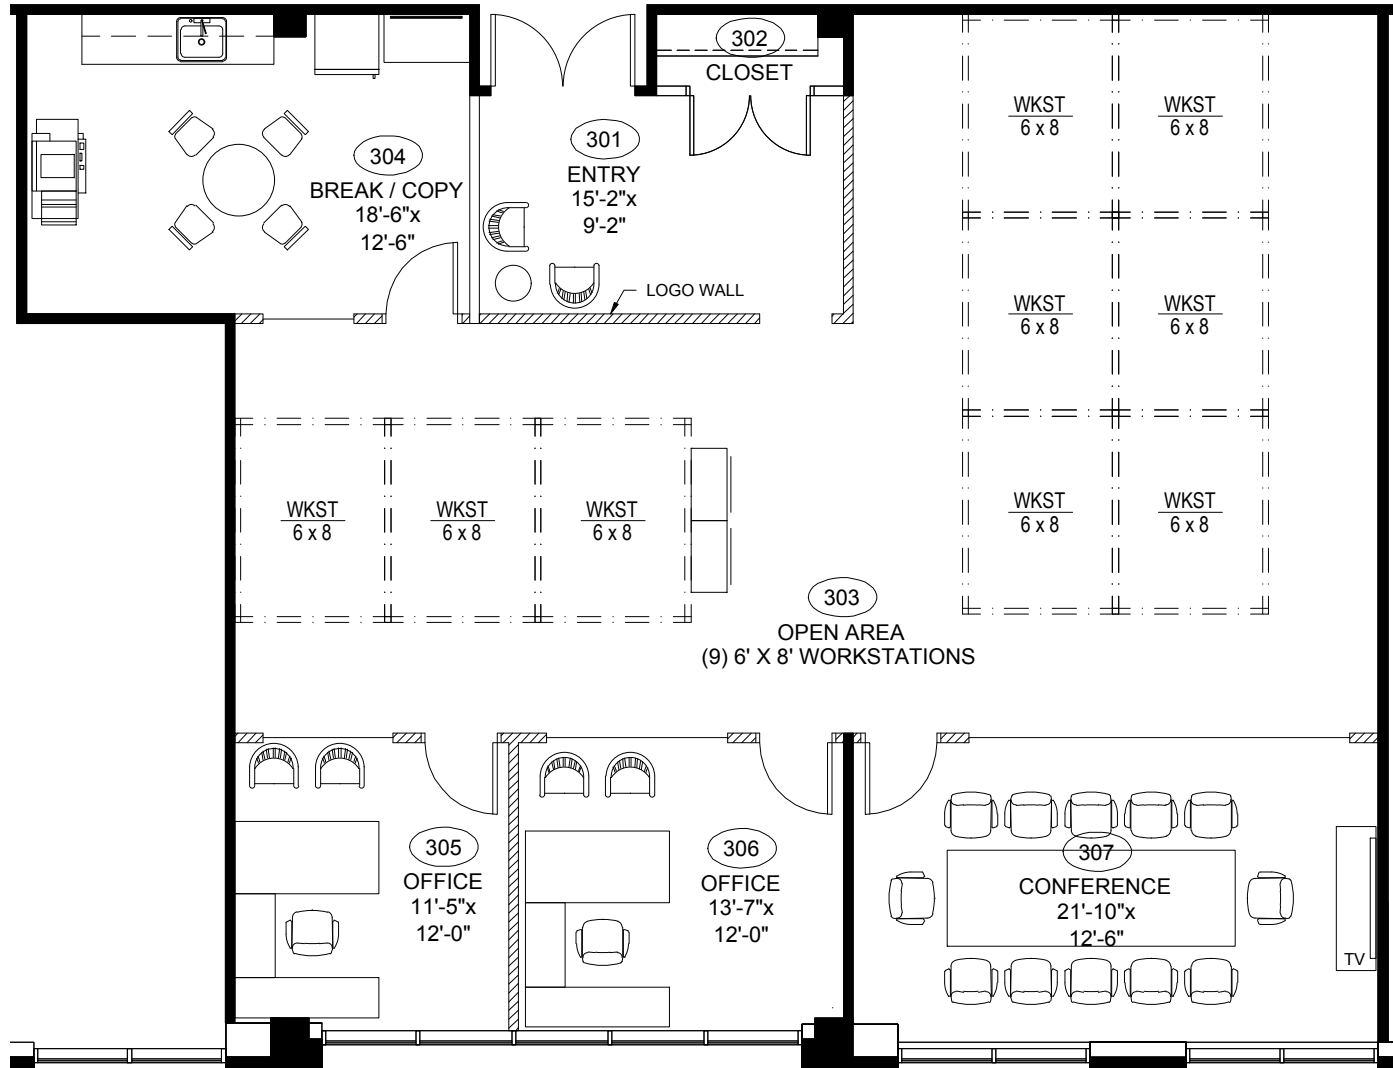 302
CLOSET
301
ENTRY
15'-2"x
9'-2"
304
BREAK / COPY
18'-6"x
12'-6"
LOGO WALL
WKST
6 x 8
WKST
6 x 8
WKST
6 x 8
WKST
6 x 8
WKST
6 x 8
WKST
6 x 8
WKST
6 x 8
WKST
6 x 8
WKST
6 x 8
303
OPEN AREA
(9) 6' X 8' WORKSTATIONS
305
OFFICE
11'-5"x
12'-0"
306
OFFICE
13'-7"x
12'-0"
307
CONFERENCE
21'-10"x
12'-6"
TV